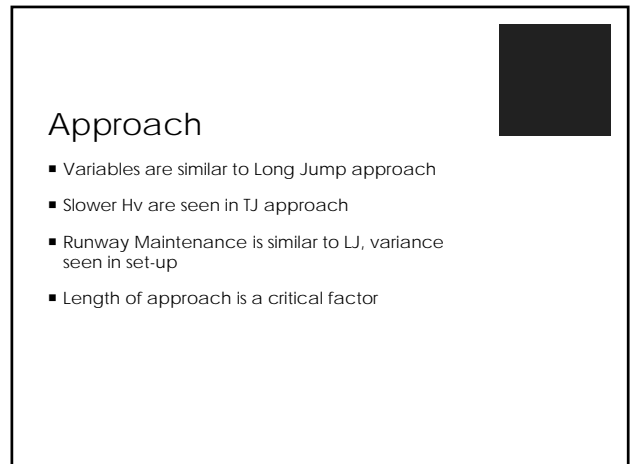 Approach
▪ Variables are similar to Long Jump approach
▪ Slower Hv are seen in TJ approach
▪ Runway Maintenance is similar to LJ, variance
seen in set-up
▪ Length of approach is a critical factor